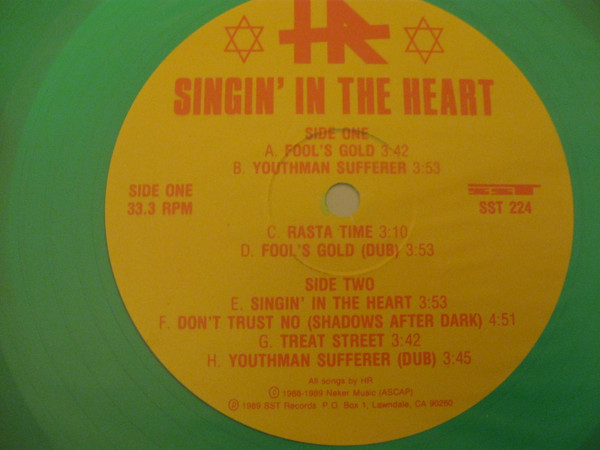 HR
SINGIN' IN THE HEART
SIDE ONE
A. FOOL'S GOLD 3:42
B. YOUTHMAN SUFFERER 3:53
SIDE ONE
33.3 RPM
SST
SST 224
C. RASTA TIME 3:10
D. FOOL'S GOLD (DUB) 3:53
SIDE TWO
E. SINGIN' IN THE HEART 3:53
F. DON'T TRUST NO (SHADOWS AFTER DARK) 4:51
G. TREAT STREET 3:42
H. YOUTHMAN SUFFERER (DUB) 3:45
All songs by HR
Ⓒ 1988-1989 Neker Music (ASCAP)
Ⓟ 1989 SST Records P.O. Box 1, Lawndale, CA 90260